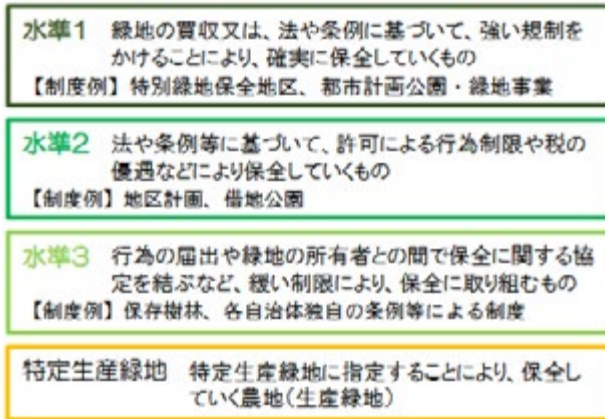 水準1 緑地の買収又は、法や条例に基づいて、強い規制を
かけることにより、確実に保全していくもの
【制度例】特別緑地保全地区、都市計画公園・緑地事業
水準2 法や条例等に基づいて、許可による行為制限や税の
優遇などにより保全していくもの
【制度例】地区計画、借地公園
水準3 行為の届出や緑地の所有者との間で保全に関する協
定を結ぶなど、緩い制限により、保全に取り組むもの
【制度例】保存樹林、各自治体独自の条例等による制度
特定生産緑地 特定生産緑地に指定することにより、保全し
ていく農地(生産緑地)